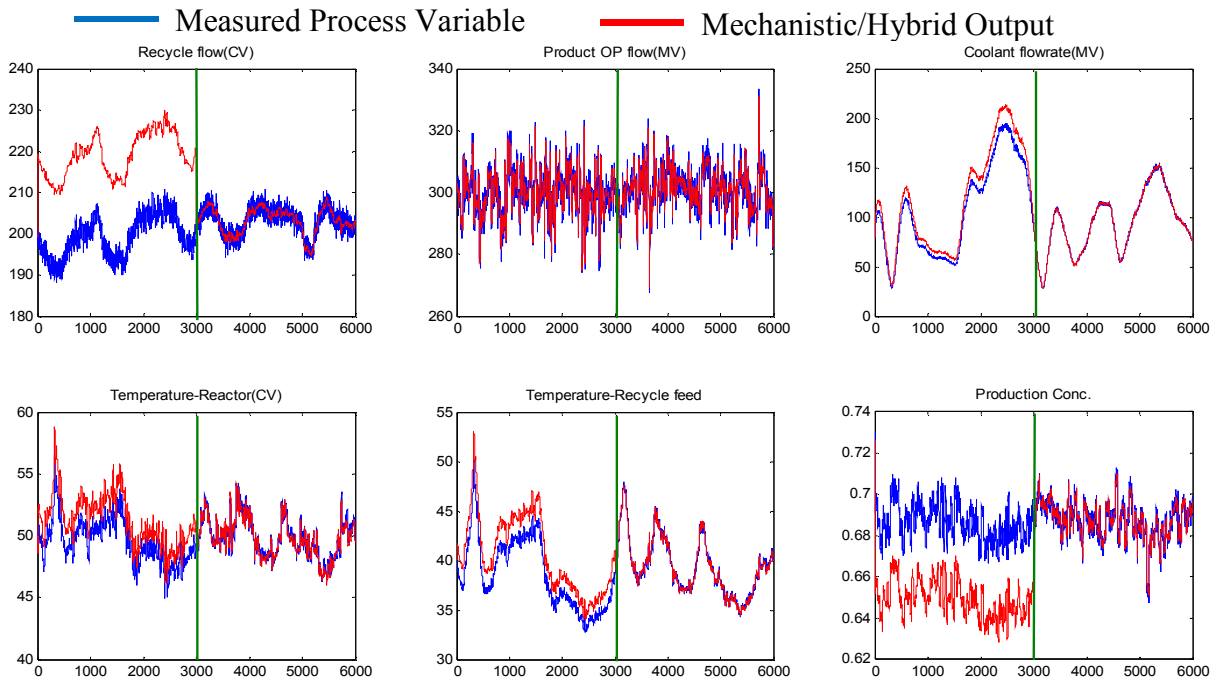 Measured Process Variable
Mechanistic/Hybrid Output
Recycle flow(CV)
Product OP flow(MV)
Coolant flowrate(MV)
240
230
220
210
200
190
180
0 1000 2000 3000 4000 5000 6000
340
320
300
280
260
0 1000 2000 3000 4000 5000 6000
250
200
150
100
50
0
0 1000 2000 3000 4000 5000 6000
Temperature-Reactor(CV)
Temperature-Recycle feed
Production Conc.
60
55
50
45
40
0 1000 2000 3000 4000 5000 6000
55
50
45
40
35
30
0 1000 2000 3000 4000 5000 6000
0.74
0.72
0.7
0.68
0.66
0.64
0.62
0 1000 2000 3000 4000 5000 6000